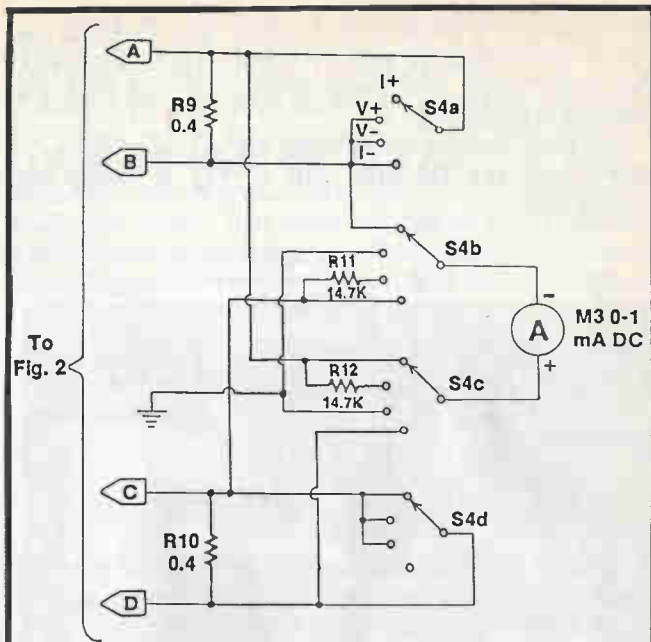 A
R9
0.4
B
I+
V+
V-
I-
S4a
S4b
R11
14.7K
R12
14.7K
S4c
A
-
+
M3 0-1
mA DC
To
Fig. 2
C
R10
0.4
D
S4d